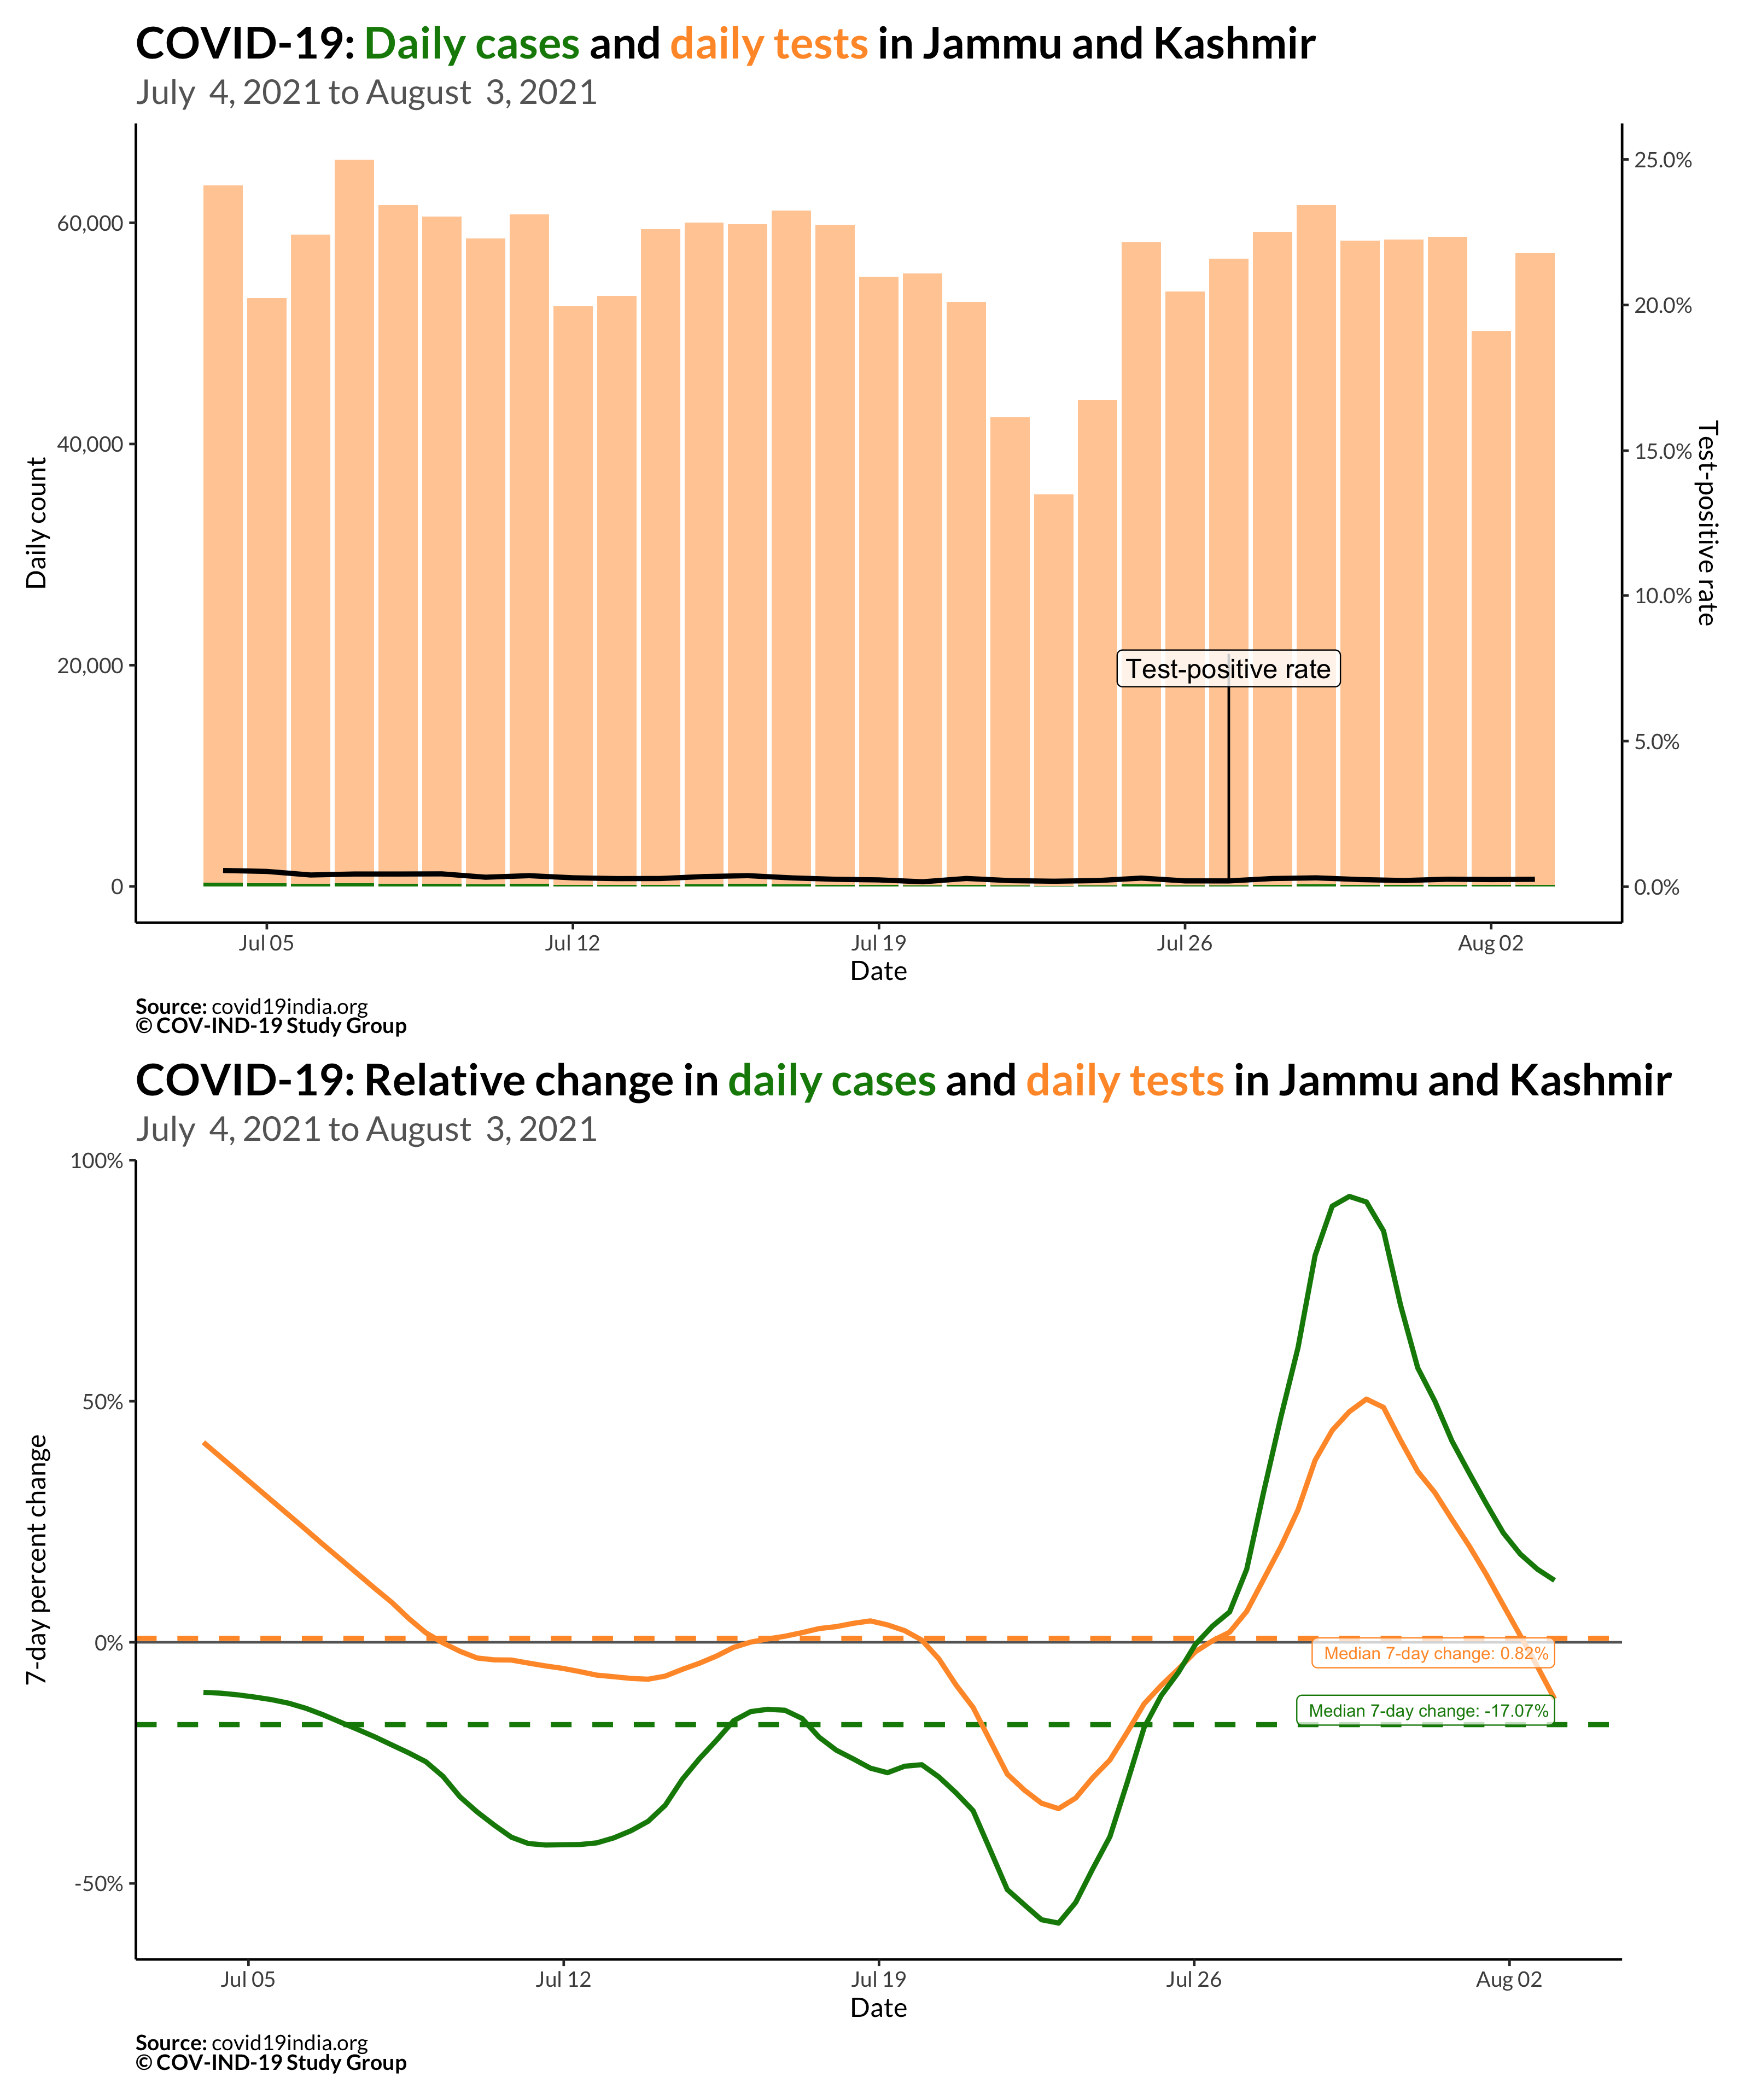 COVID-19: Daily cases and daily tests in Jammu and Kashmir
July 4, 2021 to August 3, 2021
Daily count
60,000
40,000
20,000
0
25.0%
20.0%
15.0%
10.0%
5.0%
0.0%
Test-positive rate
Test-positive rate
Jul 05
Jul 12
Jul 19
Jul 26
Aug 02
Date
Source: covid19india.org
© COV-IND-19 Study Group
COVID-19: Relative change in daily cases and daily tests in Jammu and Kashmir
July 4, 2021 to August 3, 2021
7-day percent change
100%
50%
0%
-50%
Median 7-day change: 0.82%
Median 7-day change: -17.07%
Jul 05
Jul 12
Jul 19
Jul 26
Aug 02
Date
Source: covid19india.org
© COV-IND-19 Study Group